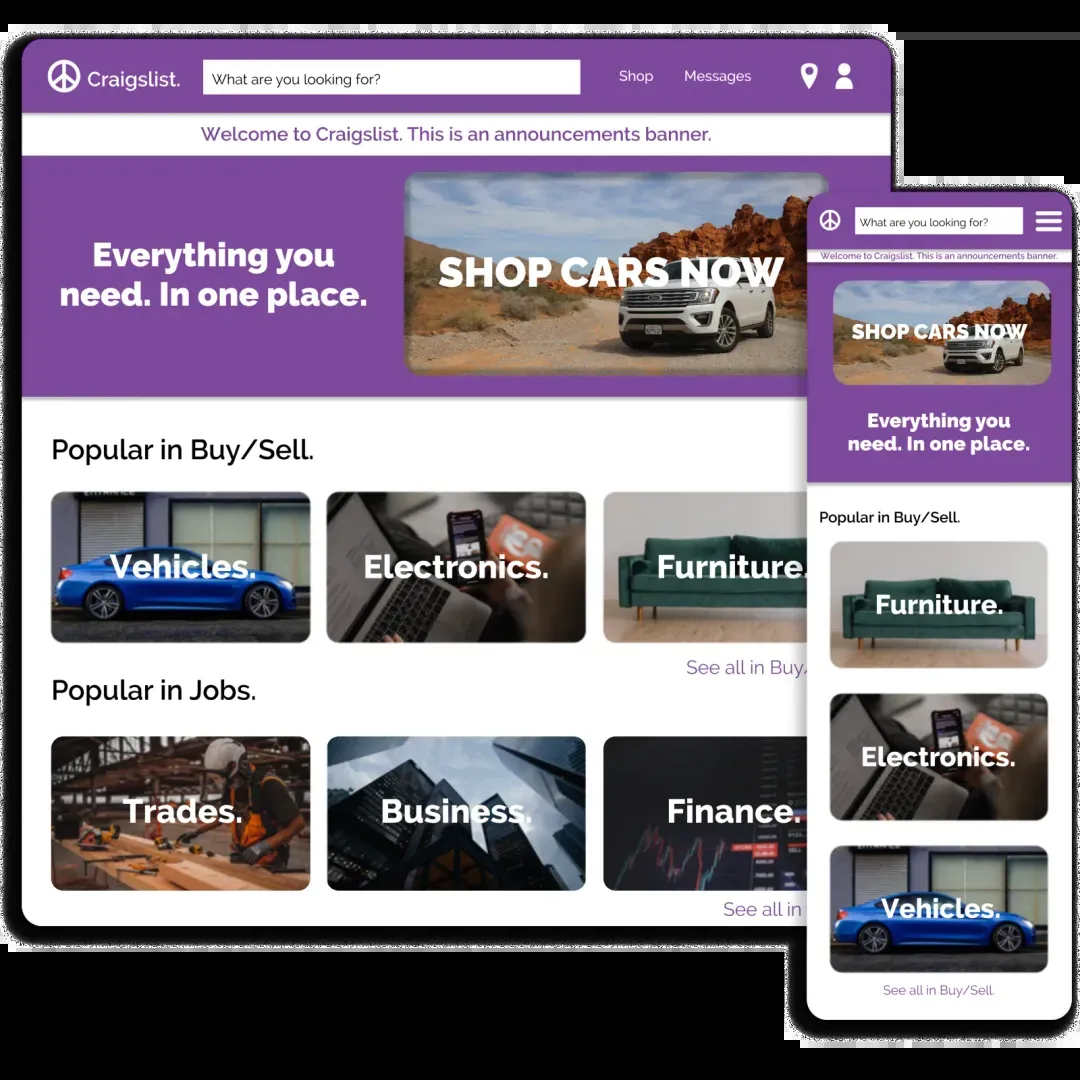 Craigslist.
What are you looking for?
Shop
Messages
Welcome to Craigslist. This is an announcements banner.
Everything you
need. In one place.
SHOP CARS NOW
Popular in Buy/Sell.
ENTRANCE
Vehicles.
Electronics.
Furniture.
See all in Buy/
Popular in Jobs.
Trades.
Business.
Finance.
See all in
What are you looking for?
Welcome to Craigslist. This is an announcements banner.
SHOP CARS NOW
Everything you
need. In one place.
Popular in Buy/Sell.
Furniture.
Electronics.
Vehicles.
See all in Buy/Sell.